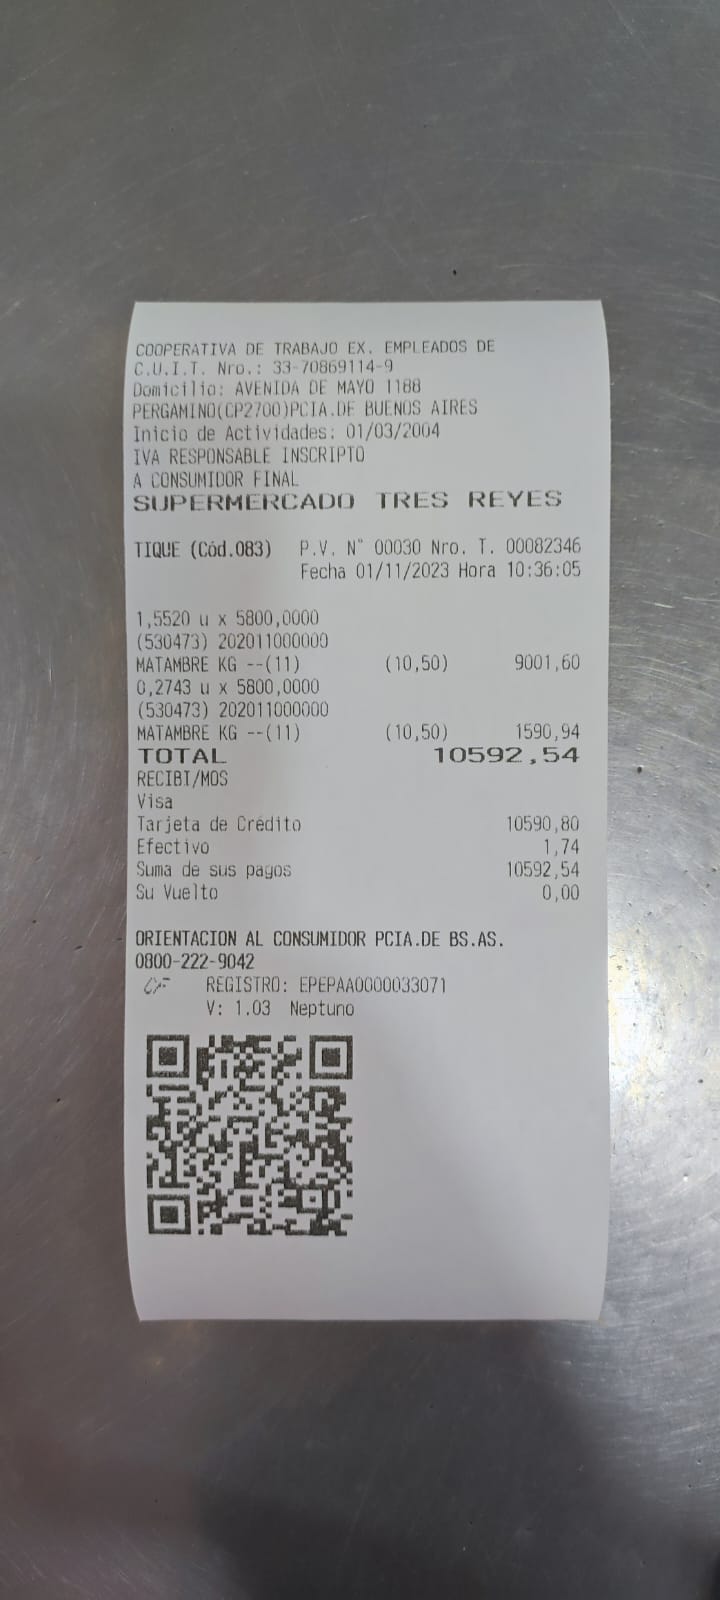 COOPERATIVA DE TRABAJO EX. EMPLEADOS DE
C.U.I.T. Nro.: 33-70869114-9
Domicilio: AVENIDA DE MAYO 1188
PERGAMINO(CP2700)PCIA.DE BUENOS AIRES
Inicio de Actividades: 01/03/2004
IVA RESPONSABLE INSCRIPTO
A CONSUMIDOR FINAL
SUPERMERCADO TRES REYES
TIQUE (Cód.083) P.V. N° 00030 Nro. T. 00082346
Fecha 01/11/2023 Hora 10:36:05
1,5520 u x 5800,0000
(530473) 202011000000
MATAMBRE KG --(11) (10,50) 9001,60
0,2743 u x 5800,0000
(530473) 202011000000
MATAMBRE KG --(11) (10,50) 1590,94
TOTAL 10592,54
RECIBI/MOS
Visa
Tarjeta de Crédito 10590,80
Efectivo 1,74
Suma de sus pagos 10592,54
Su Vuelto 0,00
ORIENTACION AL CONSUMIDOR PCIA.DE BS.AS.
0800-222-9042
CF REGISTRO: EPEPAA0000033071
V: 1.03 Neptuno